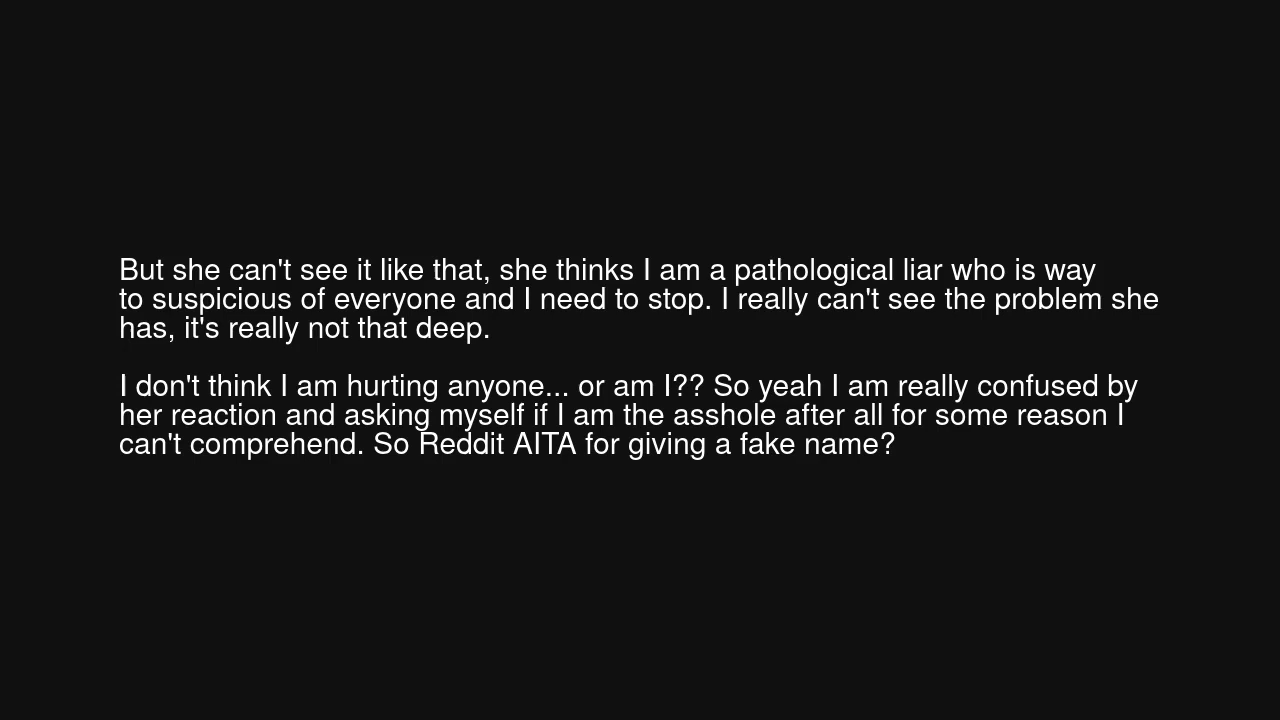 But she can't see it like that, she thinks I am a pathological liar who is way
to suspicious of everyone and I need to stop. I really can't see the problem she
has, it's really not that deep.
I don't think I am hurting anyone... or am I?? So yeah I am really confused by
her reaction and asking myself if I am the asshole after all for some reason I
can't comprehend. So Reddit AITA for giving a fake name?